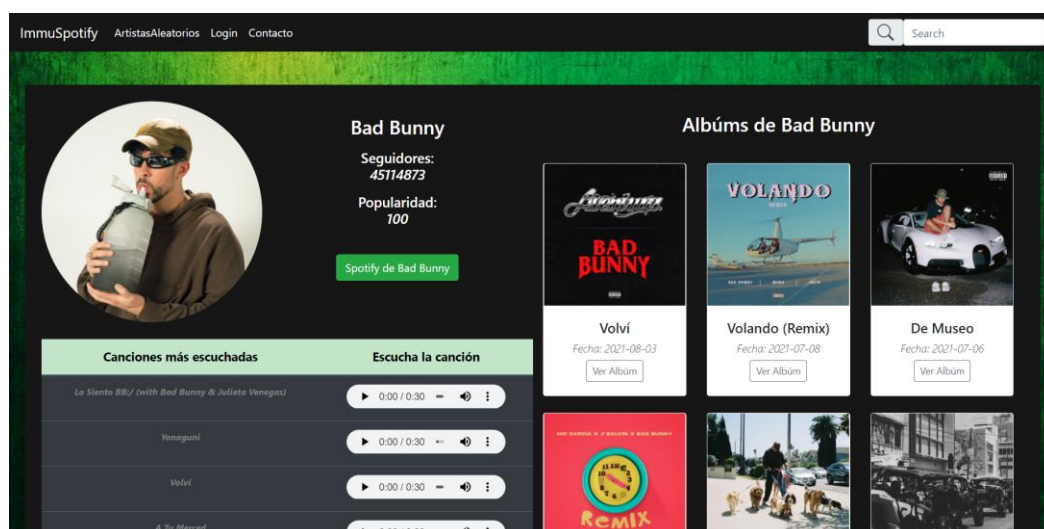 ImmuSpotify ArtistasAleatorios Login Contacto Search
Bad Bunny
Seguidores:
45114873
Popularidad:
100
Spotify de Bad Bunny
Canciones más escuchadas Escucha la canción
Lo Siento BB:/ (with Bad Bunny & Julieta Venegas) 0:00 / 0:30
Yonaguni 0:00 / 0:30
Volví 0:00 / 0:30
A Tu Merced
Albúms de Bad Bunny
Aventura.
BAD
BUNNY
Volví
Fecha: 2021-08-03
Ver Albúm
VOLANDO
REMIX
Volando (Remix)
Fecha: 2021-07-08
Ver Albúm
De Museo
Fecha: 2021-07-06
Ver Albúm
REMIX